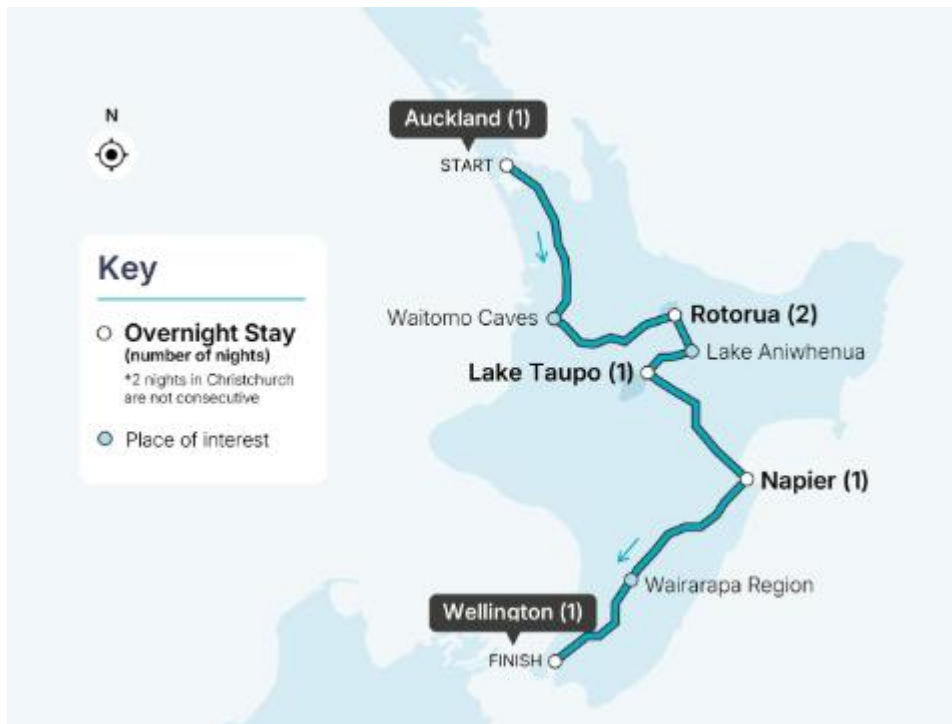 N
Auckland (1)
START
Key
Overnight Stay
(number of nights)
*2 nights in Christchurch
are not consecutive
Place of interest
Waitomo Caves
Rotorua (2)
Lake Aniwhenua
Lake Taupo (1)
Napier (1)
Wairarapa Region
Wellington (1)
FINISH